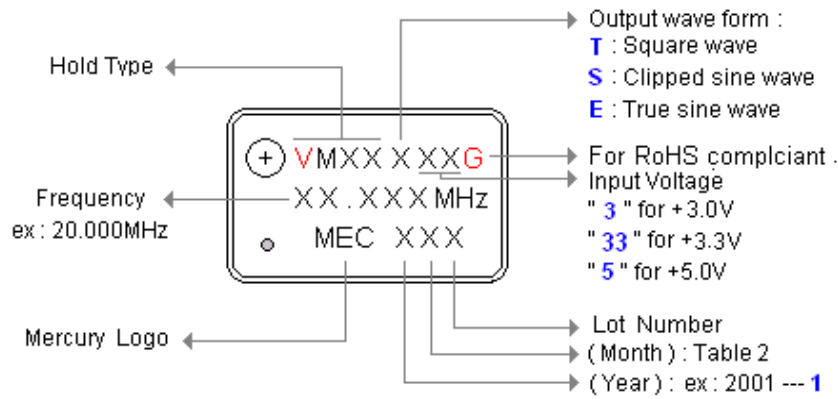 Output wave form :
T : Square wave
S : Clipped sine wave
E : True sine wave
Hold Type
VMXX X XXG
For RoHS complciant .
Input Voltage
" 3 " for +3.0V
" 33 " for +3.3V
" 5 " for +5.0V
Frequency
ex : 20.000MHz
XX.XXX MHz
MEC XXX
Mercury Logo
Lot Number
( Month ) : Table 2
( Year ) : ex : 2001 --- 1